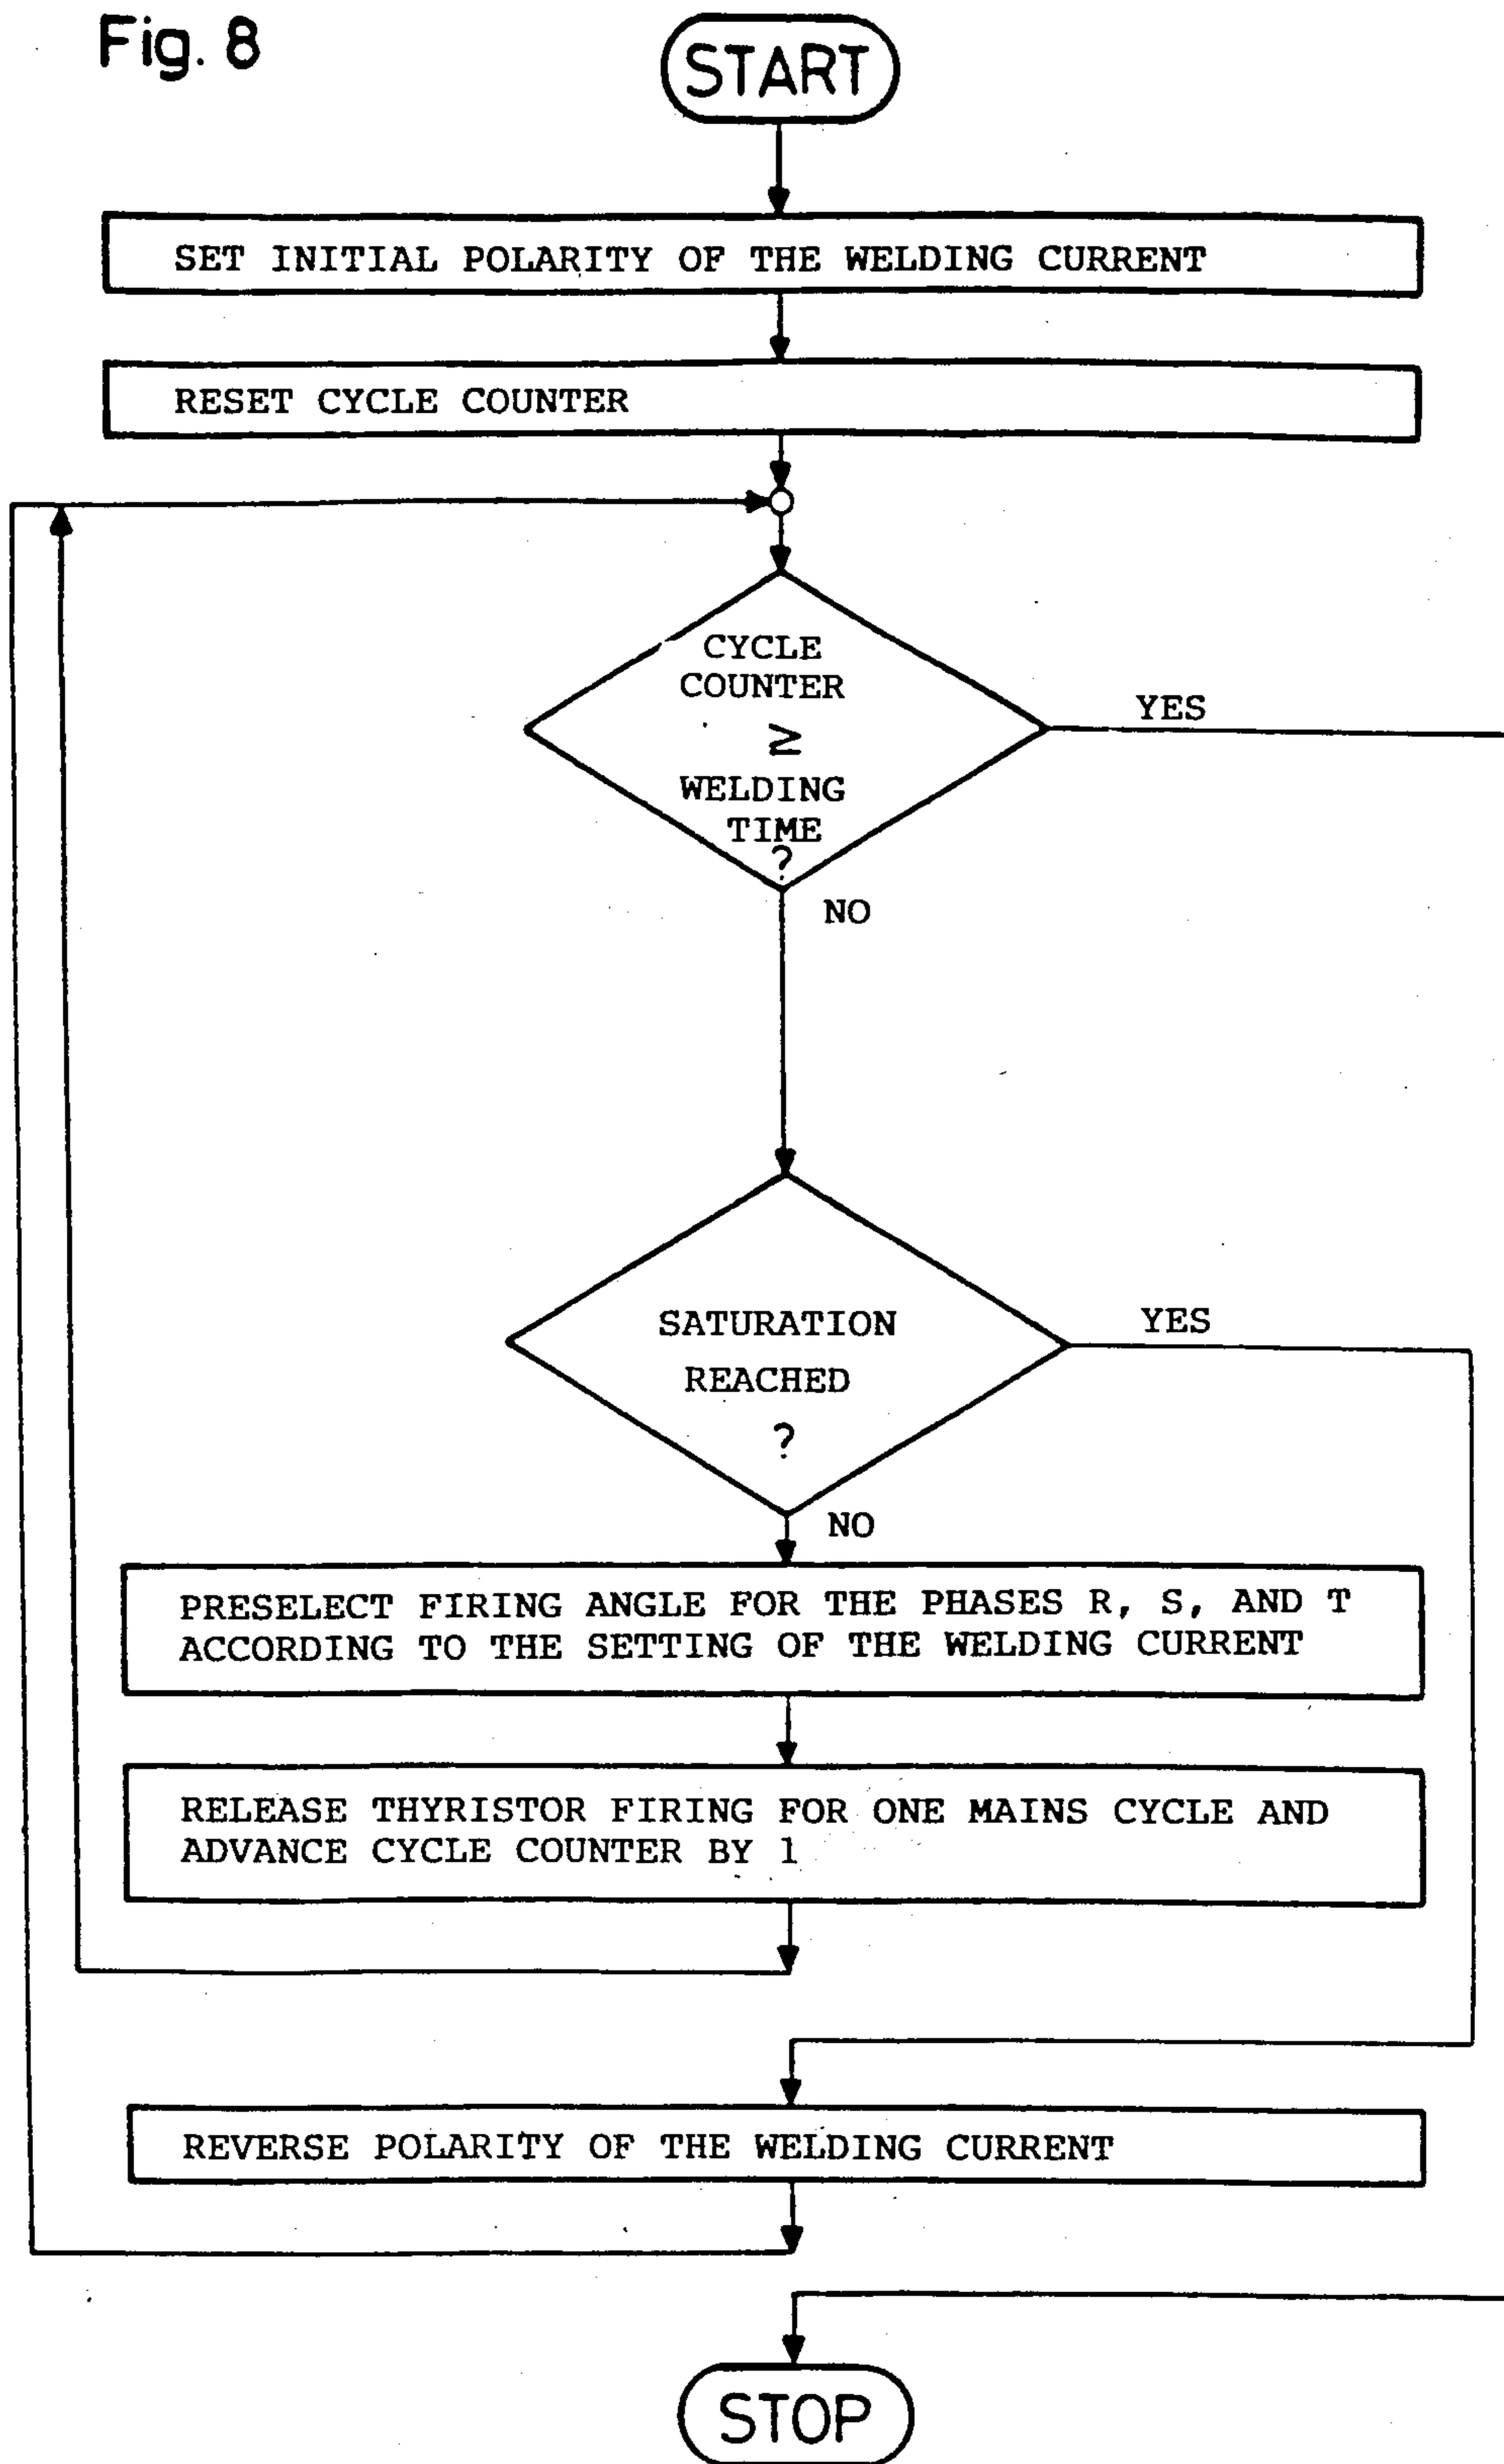 Fig. 8
START
SET INITIAL POLARITY OF THE WELDING CURRENT
RESET CYCLE COUNTER
CYCLE
COUNTER
≥
WELDING
TIME
?
YES
NO
SATURATION
REACHED
?
YES
NO
PRESELECT FIRING ANGLE FOR THE PHASES R, S, AND T
ACCORDING TO THE SETTING OF THE WELDING CURRENT
RELEASE THYRISTOR FIRING FOR ONE MAINS CYCLE AND
ADVANCE CYCLE COUNTER BY 1
REVERSE POLARITY OF THE WELDING CURRENT
STOP